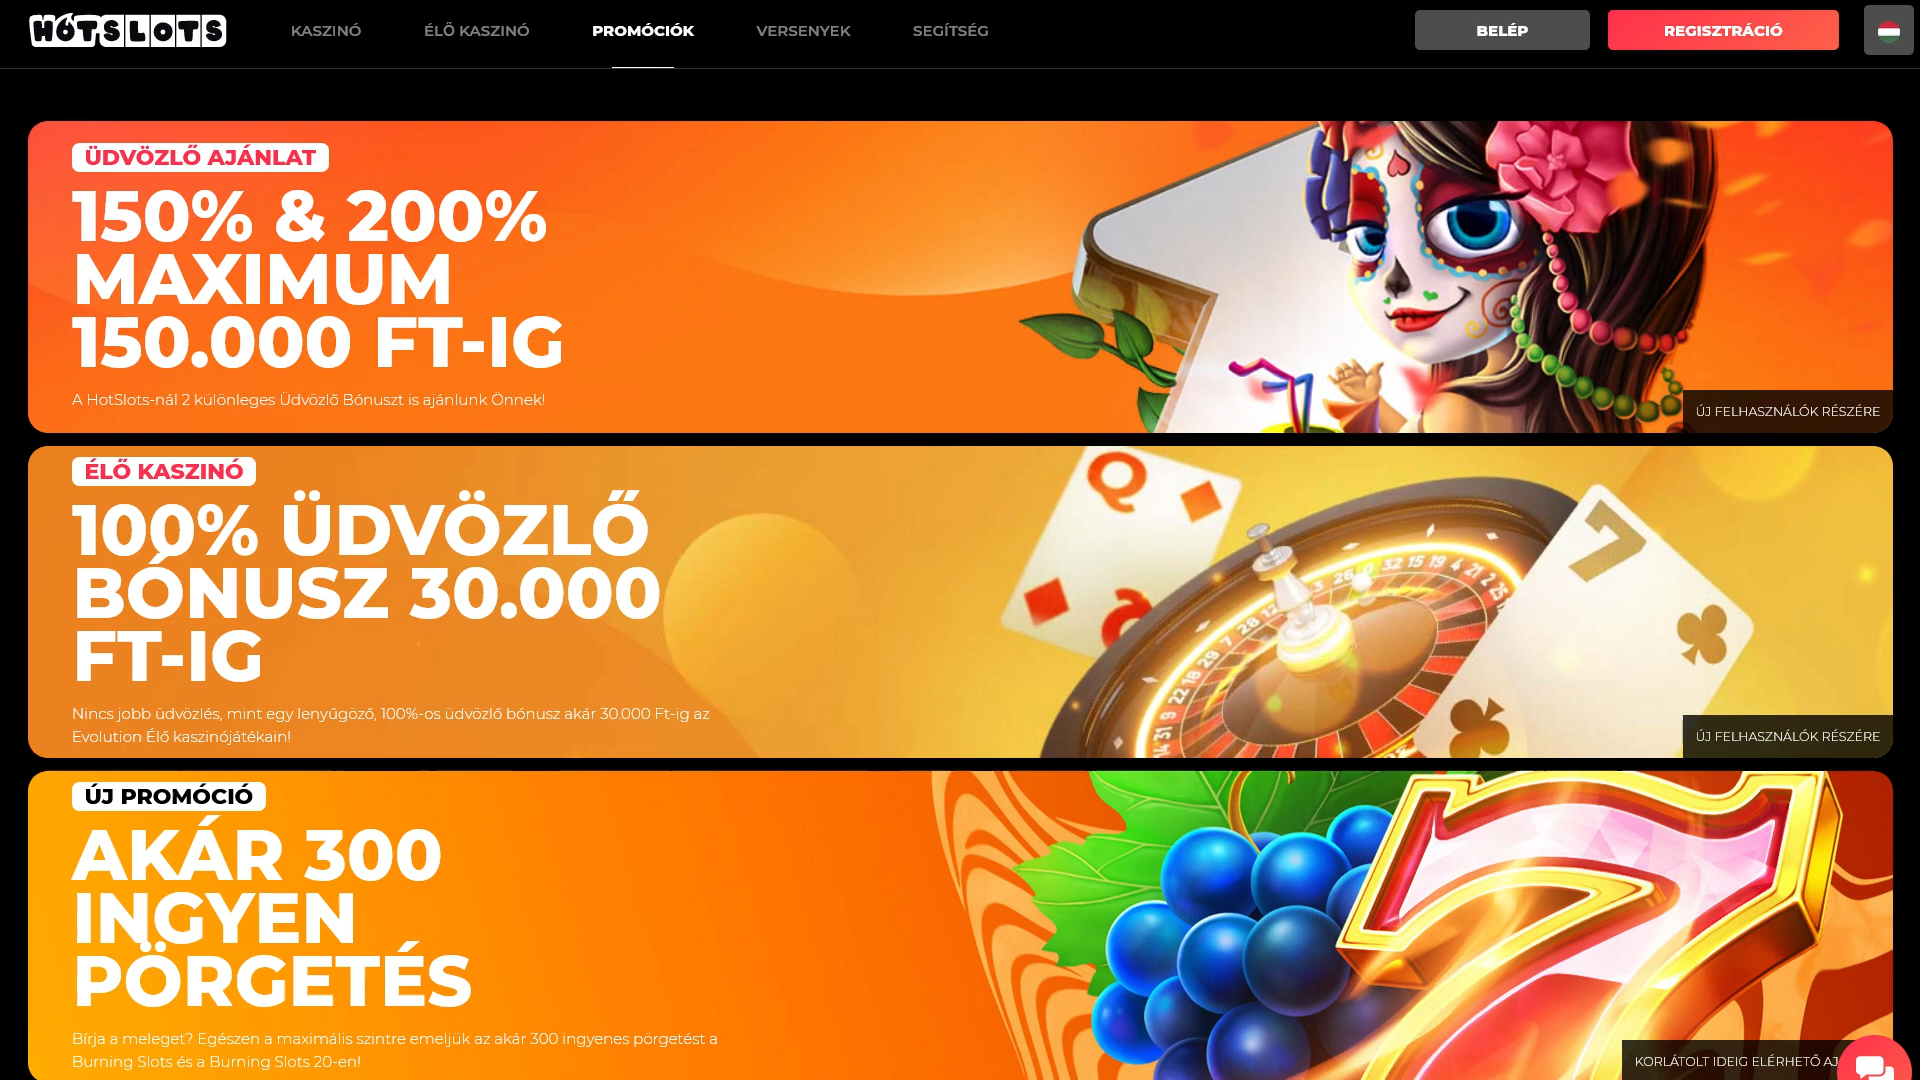 HOTSLOTS
KASZINÓ
ÉLŐ KASZINÓ
PROMÓCIÓK
VERSENYEK
SEGÍTSÉG
BELÉP
REGISZTRÁCIÓ
ÜDVÖZLŐ AJÁNLAT
150% & 200%
MAXIMUM
150.000 FT-IG
A HotSlots-nál 2 különleges Üdvözlő Bónuszt is ajánlunk Önnek!
ÚJ FELHASZNÁLÓK RÉSZÉRE
ÉLŐ KASZINÓ
100% ÜDVÖZLŐ
BÓNUSZ 30.000
FT-IG
Nincs jobb üdvözlés, mint egy lenyűgöző, 100%-os üdvözlő bónusz akár 30.000 Ft-ig az
Evolution Élő kaszinójátékain!
Q
7
ÚJ FELHASZNÁLÓK RÉSZÉRE
ÚJ PROMÓCIÓ
AKÁR 300
INGYEN
PÖRGETÉS
Bírja a meleget? Egészen a maximális szintre emeljük az akár 300 ingyenes pörgetést a
Burning Slots és a Burning Slots 20-en!
7
KORLÁTOLT IDEIG ELÉRHETŐ AJ